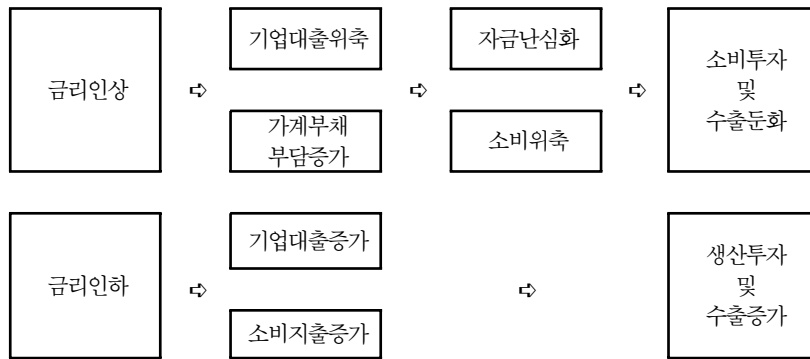 금리인상
⇨
기업대출위축
가계부채
부담증가
⇨
자금난심화
소비위축
⇨
소비투자
및
수출둔화
금리인하
⇨
기업대출증가
소비지출증가
⇨
생산투자
및
수출증가